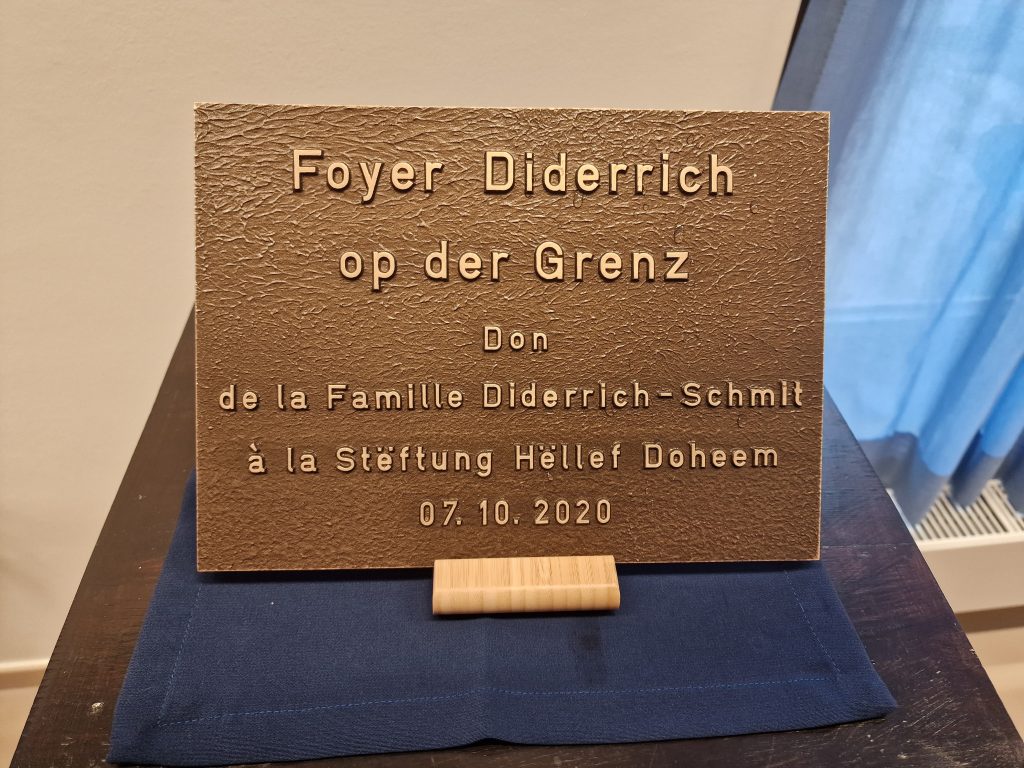 Foyer Diderrich
op der Grenz
Don
de la Famille Diderrich-Schmit
à la Stëftung Hëllef Doheem
07. 10. 2020